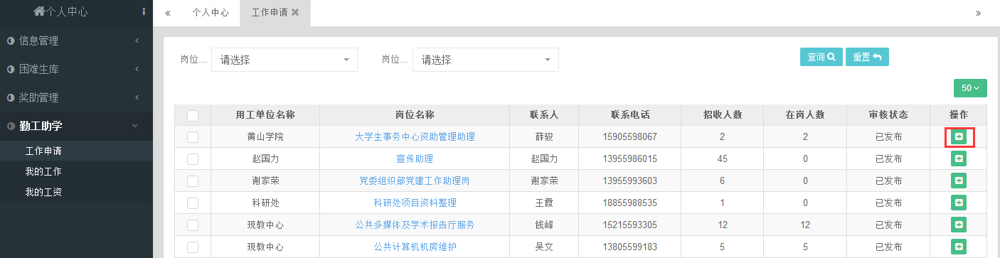 个人中心
信息管理
困难生库
奖助管理
勤工助学
工作申请
我的工作
我的工资
« 个人中心 工作申请 »
岗位... 请选择 岗位... 请选择 查询 重置
50
用工单位名称 岗位名称 联系人 联系电话 招收人数 在岗人数 审核状态 操作
黄山学院 大学生事务中心资助管理助理 薛骏 15905598067 2 2 已发布
赵国力 宣传助理 赵国力 13955986015 45 0 已发布
谢家荣 党委组织部党建工作助理岗 谢家荣 13955993603 6 0 已发布
科研处 科研处项目资料整理 王霞 18855988535 1 0 已发布
现教中心 公共多媒体及学术报告厅服务 钱峰 15215593305 12 12 已发布
现教中心 公共计算机机房维护 吴文 13805599183 5 5 已发布